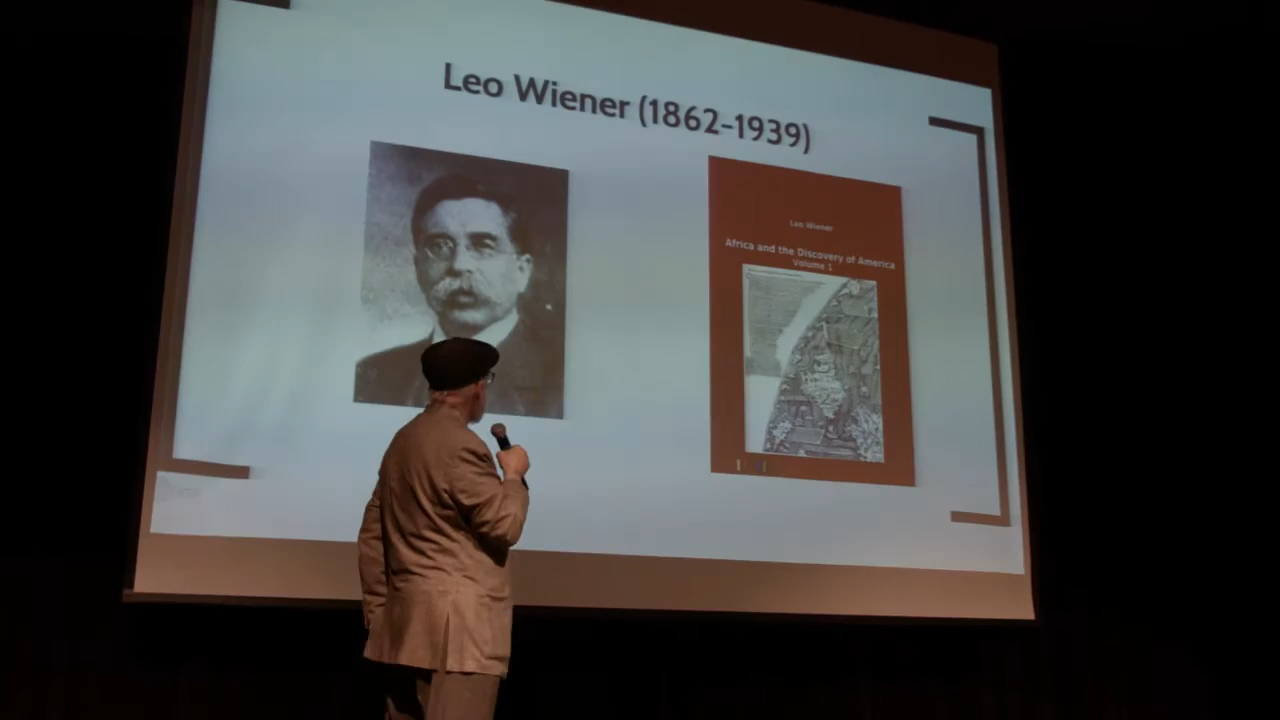 Leo Wiener (1862-1939)
Leo Wiener
Africa and the Discovery of America
Volume 1